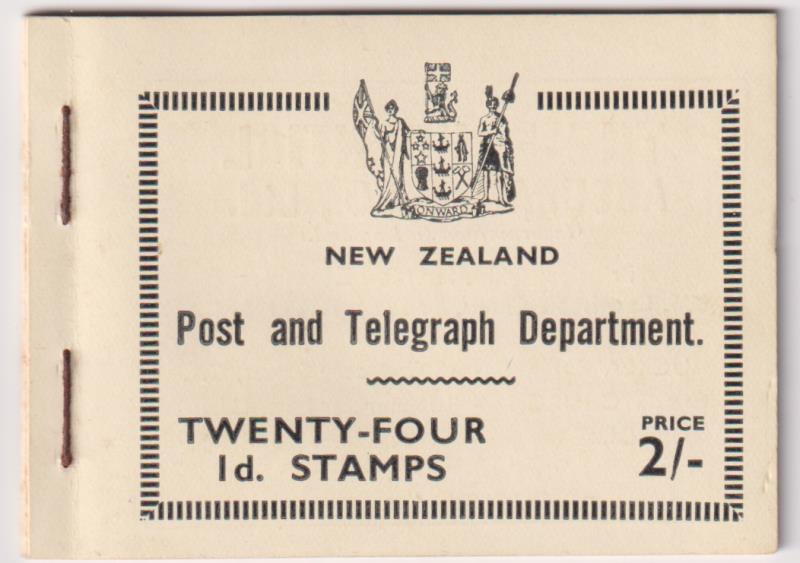 ONWARD
NEW ZEALAND
Post and Telegraph Department.
TWENTY-FOUR
1d. STAMPS
PRICE
2/-